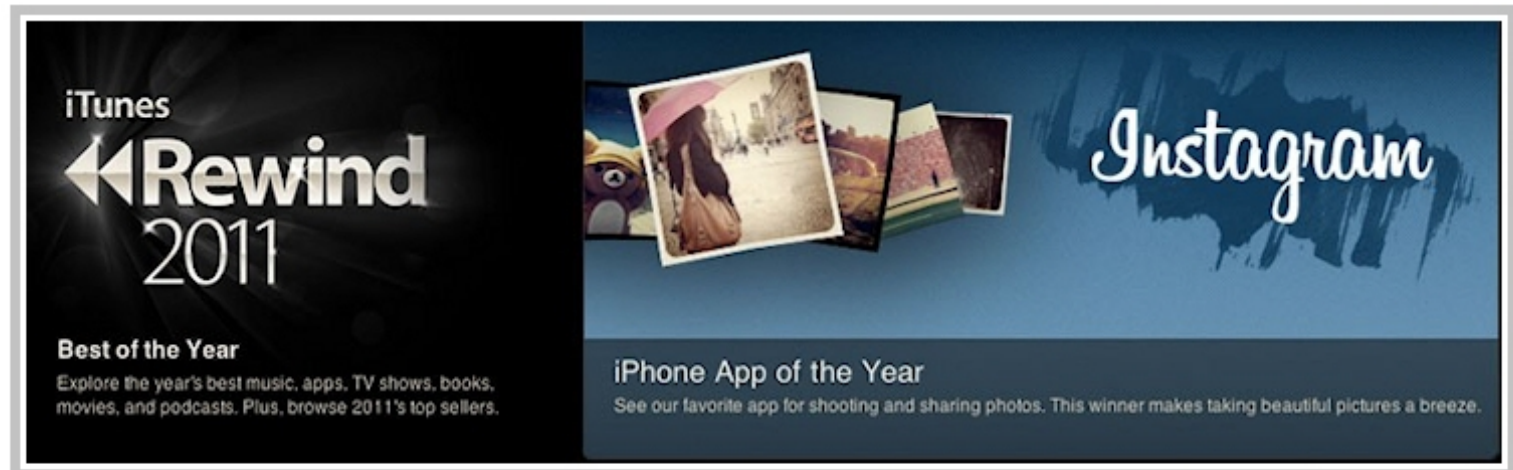 iTunes
Rewind
2011
Best of the Year
Explore the year's best music, apps, TV shows, books,
movies, and podcasts. Plus, browse 2011's top sellers.
Instagram
iPhone App of the Year
See our favorite app for shooting and sharing photos. This winner makes taking beautiful pictures a breeze.